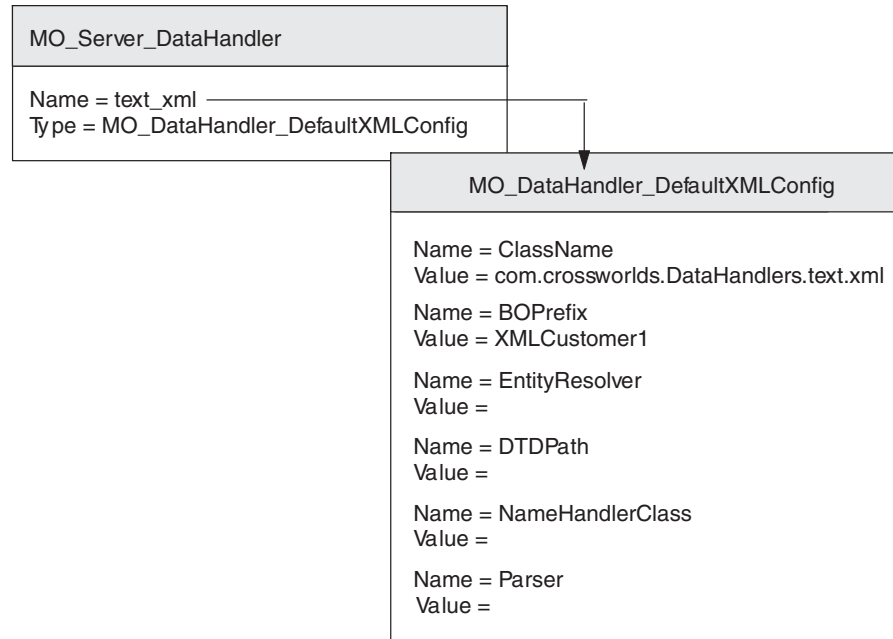 MO_Server_DataHandler
Name = text_xml
Type = MO_DataHandler_DefaultXMLConfig
MO_DataHandler_DefaultXMLConfig
Name = ClassName
Value = com.crossworlds.DataHandlers.text.xml
Name = BOPrefix
Value = XMLCustomer1
Name = EntityResolver
Value =
Name = DTDPath
Value =
Name = NameHandlerClass
Value =
Name = Parser
Value =